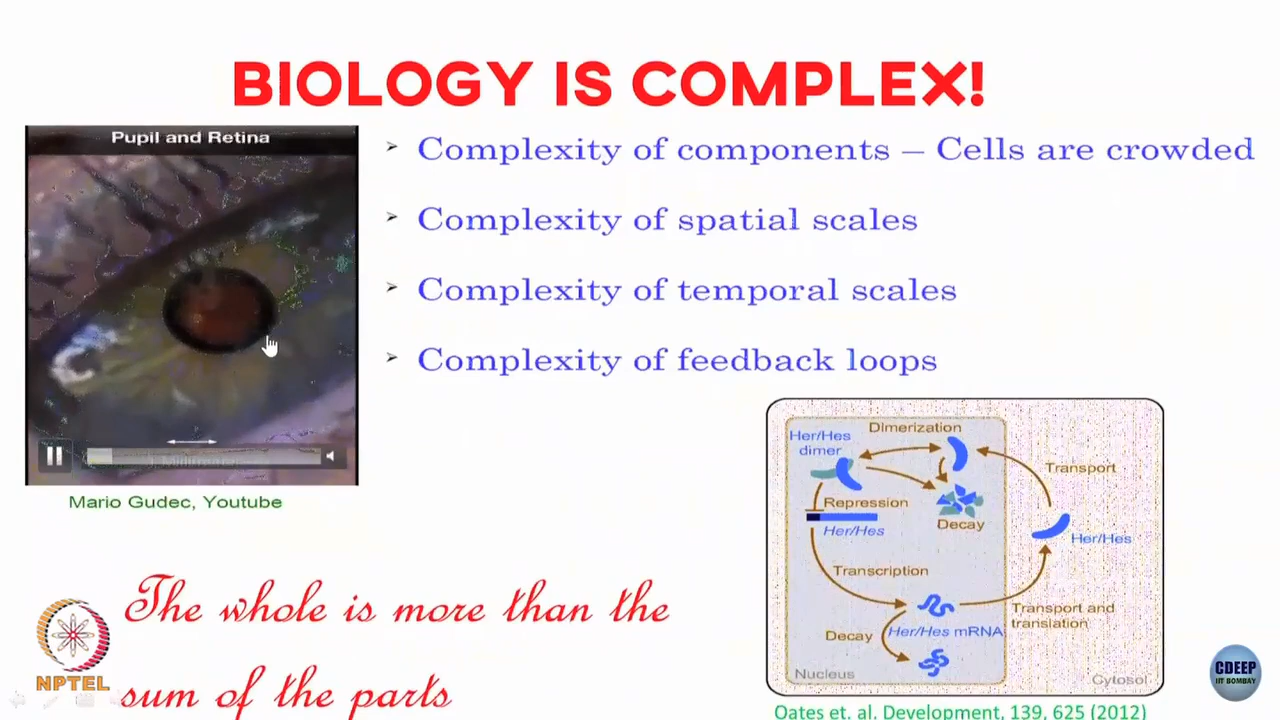 BIOLOGY IS COMPLEX!
Pupil and Retina
Mario Gudec, Youtube
➢ Complexity of components – Cells are crowded
➢ Complexity of spatial scales
➢ Complexity of temporal scales
➢ Complexity of feedback loops
Her/Hes
dimer
Dimerization
Transport
Repression
Her/Hes
Decay
Her/Hes
Transcription
Transport and
translation
Decay
Her/Hes mRNA
Nucleus
Cytosol
Oates et. al. Development, 139, 625 (2012)
The whole is more than the
sum of the parts
NPTEL
CDEEP
IIT BOMBAY